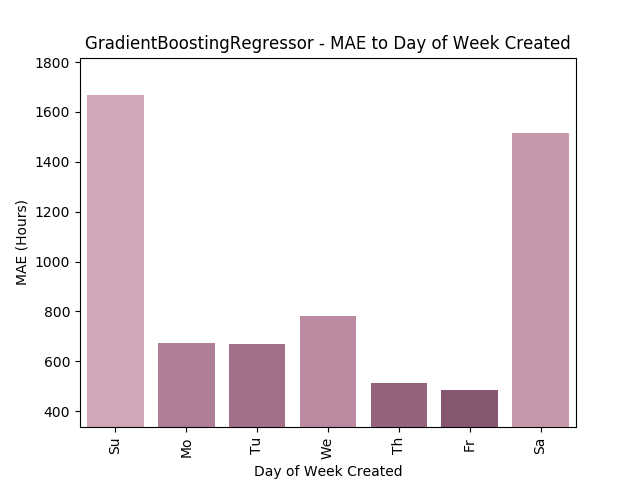 GradientBoostingRegressor - MAE to Day of Week Created
1800
1600
1400
1200
1000
800
600
400
MAE (Hours)
Su
Mo
Tu
We
Th
Fr
Sa
Day of Week Created